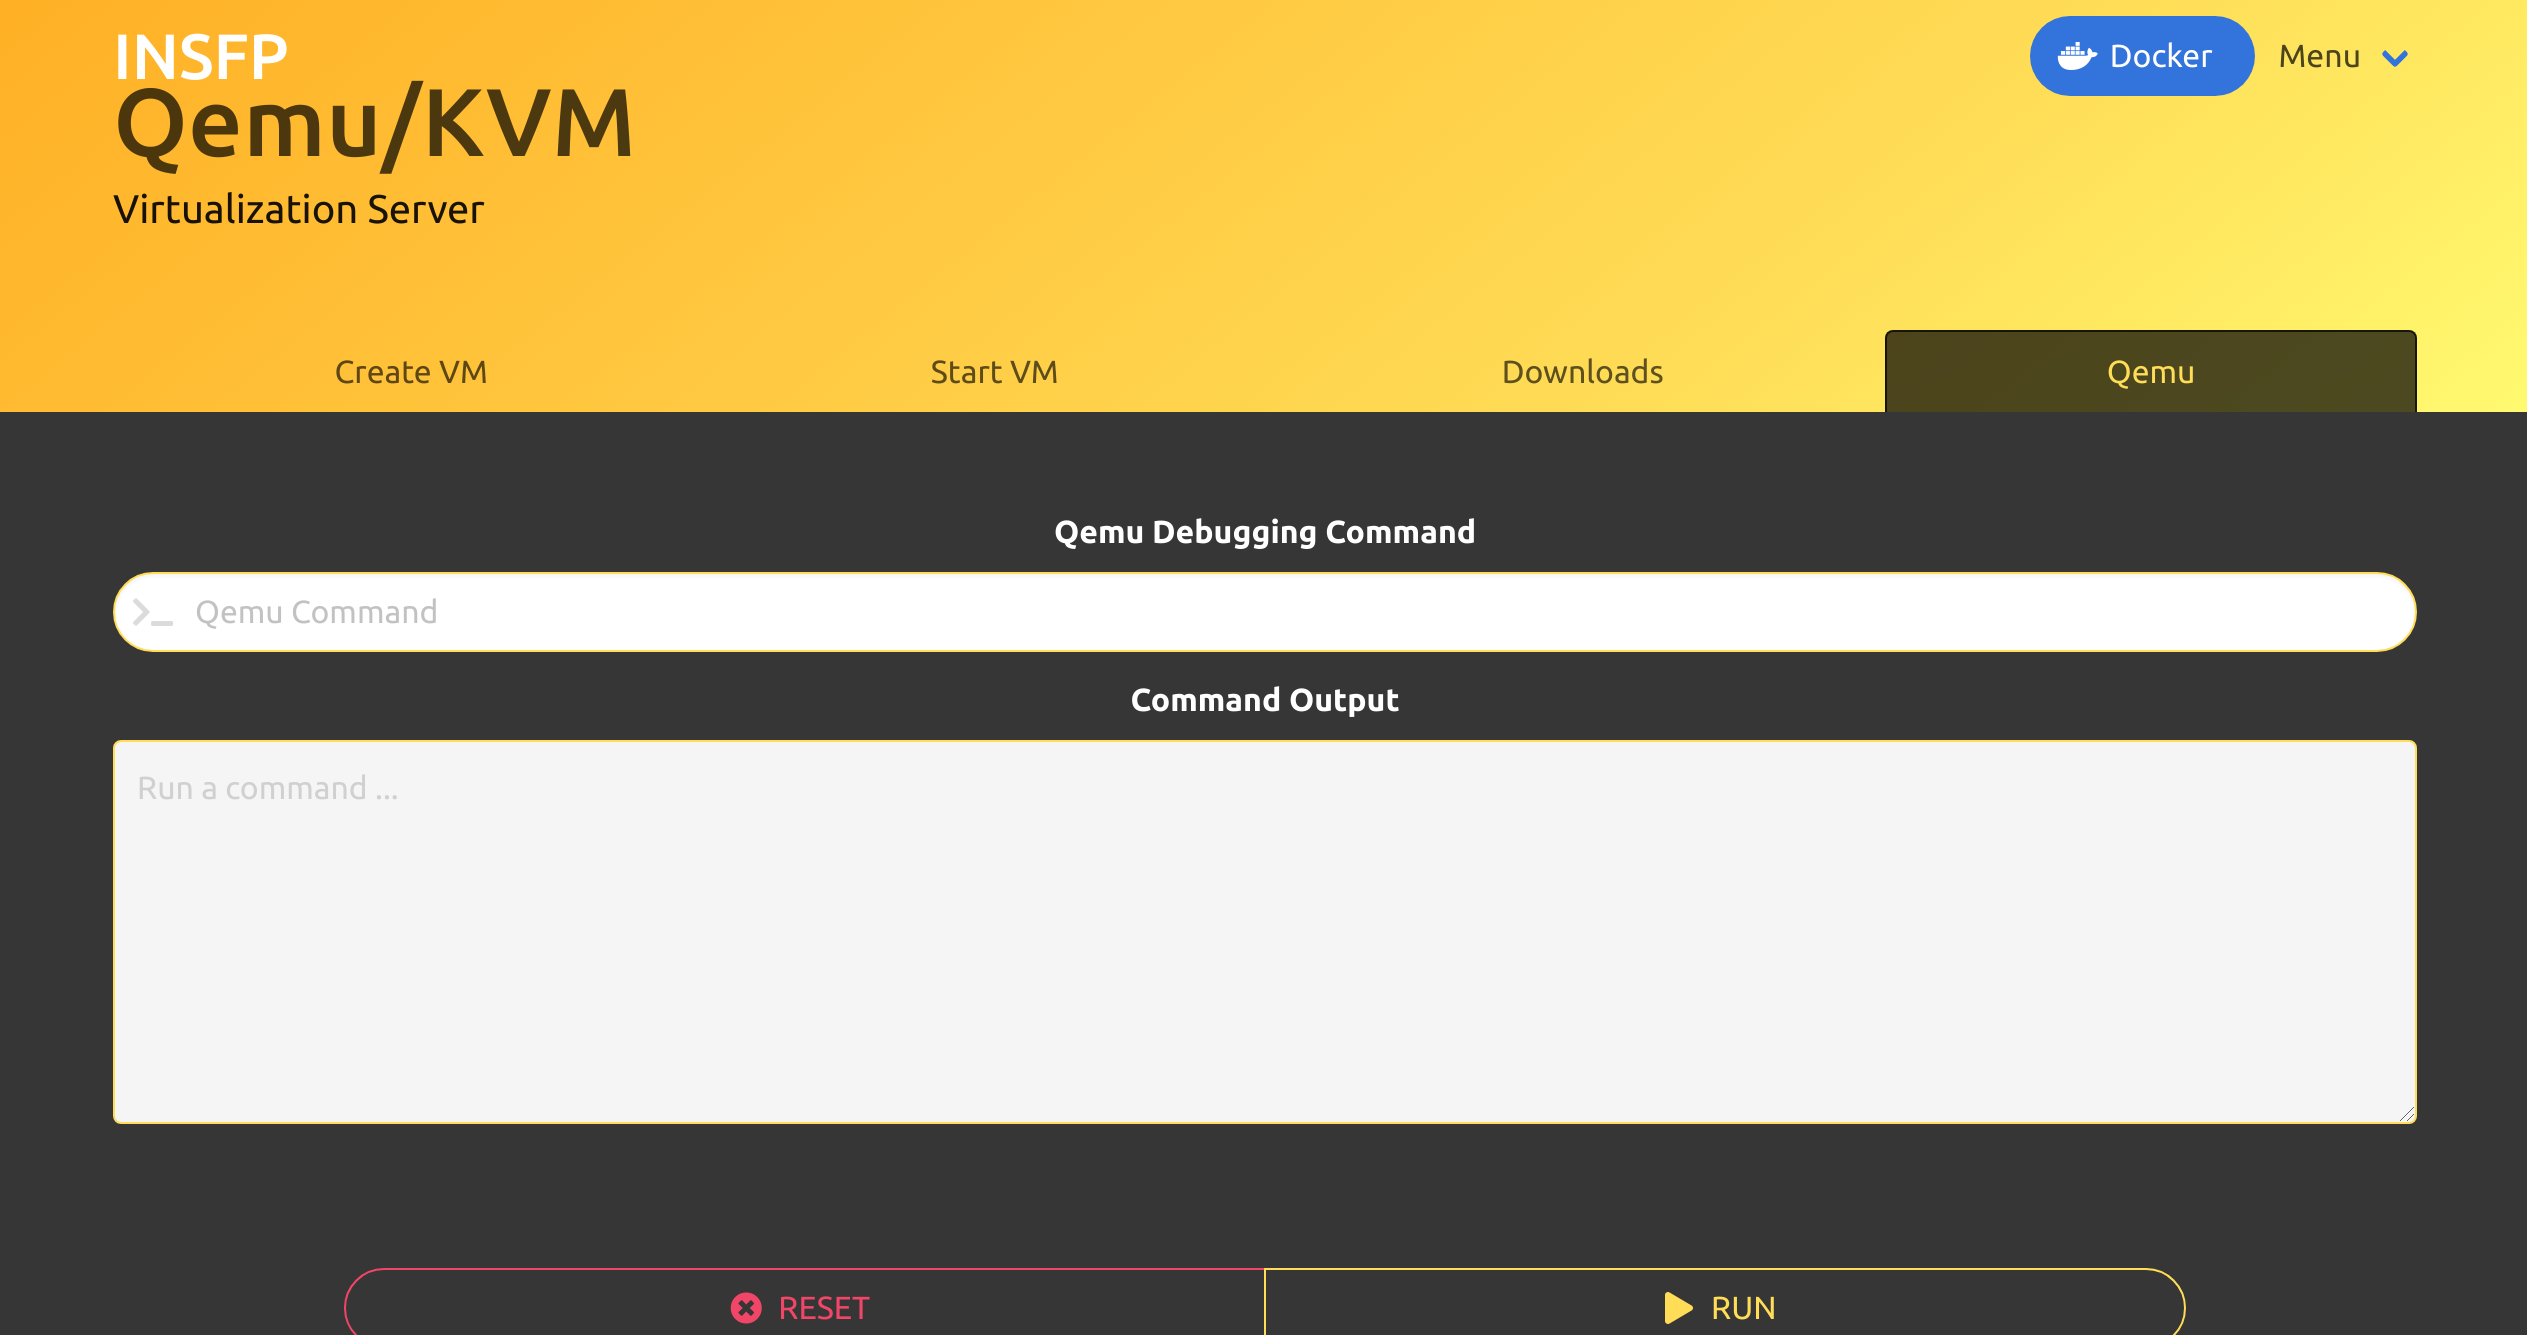 INSFP
Qemu/KVM
Virtualization Server
Docker
Menu
Create VM
Start VM
Downloads
Qemu
Qemu Debugging Command
Qemu Command
Command Output
Run a command ...
RESET
RUN